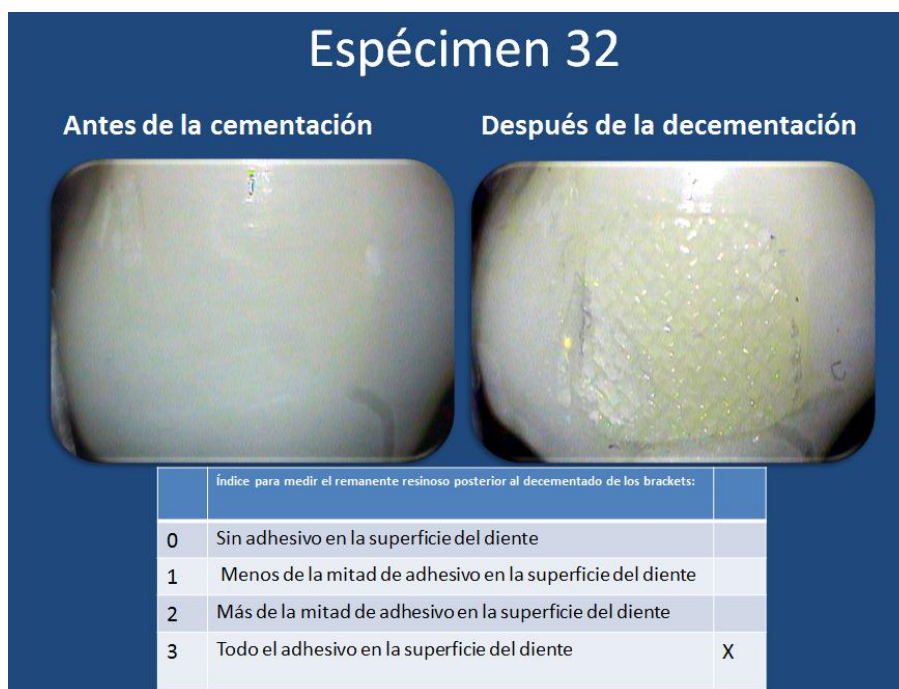 Espécimen 32
Antes de la cementación
Después de la decementación
Índice para medir el remanente resinoso posterior al decementado de los brackets:
0 Sin adhesivo en la superficie del diente
1 Menos de la mitad de adhesivo en la superficie del diente
2 Más de la mitad de adhesivo en la superficie del diente
3 Todo el adhesivo en la superficie del diente X